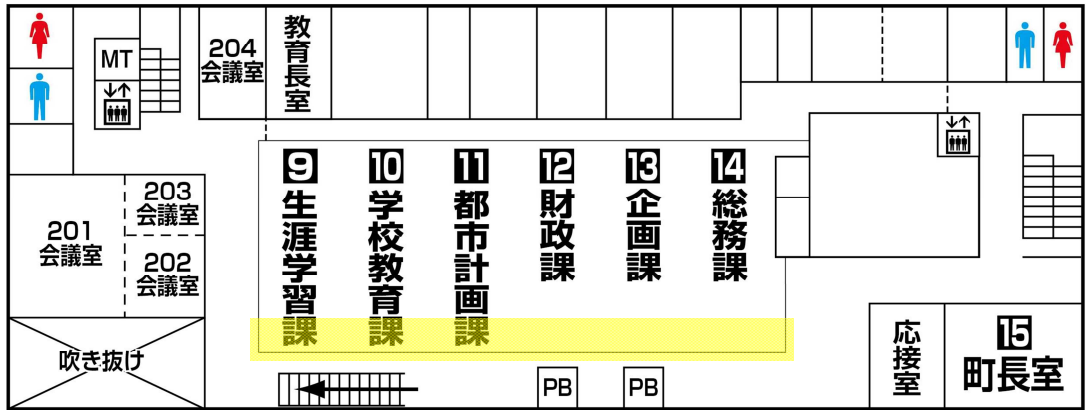 MT
204
会議室
教育長室
9 生涯学習課
10 学校教育課
11 都市計画課
12 財政課
13 企画課
14 総務課
201
会議室
203
会議室
202
会議室
吹き抜け
PB
PB
応接室
15
町長室